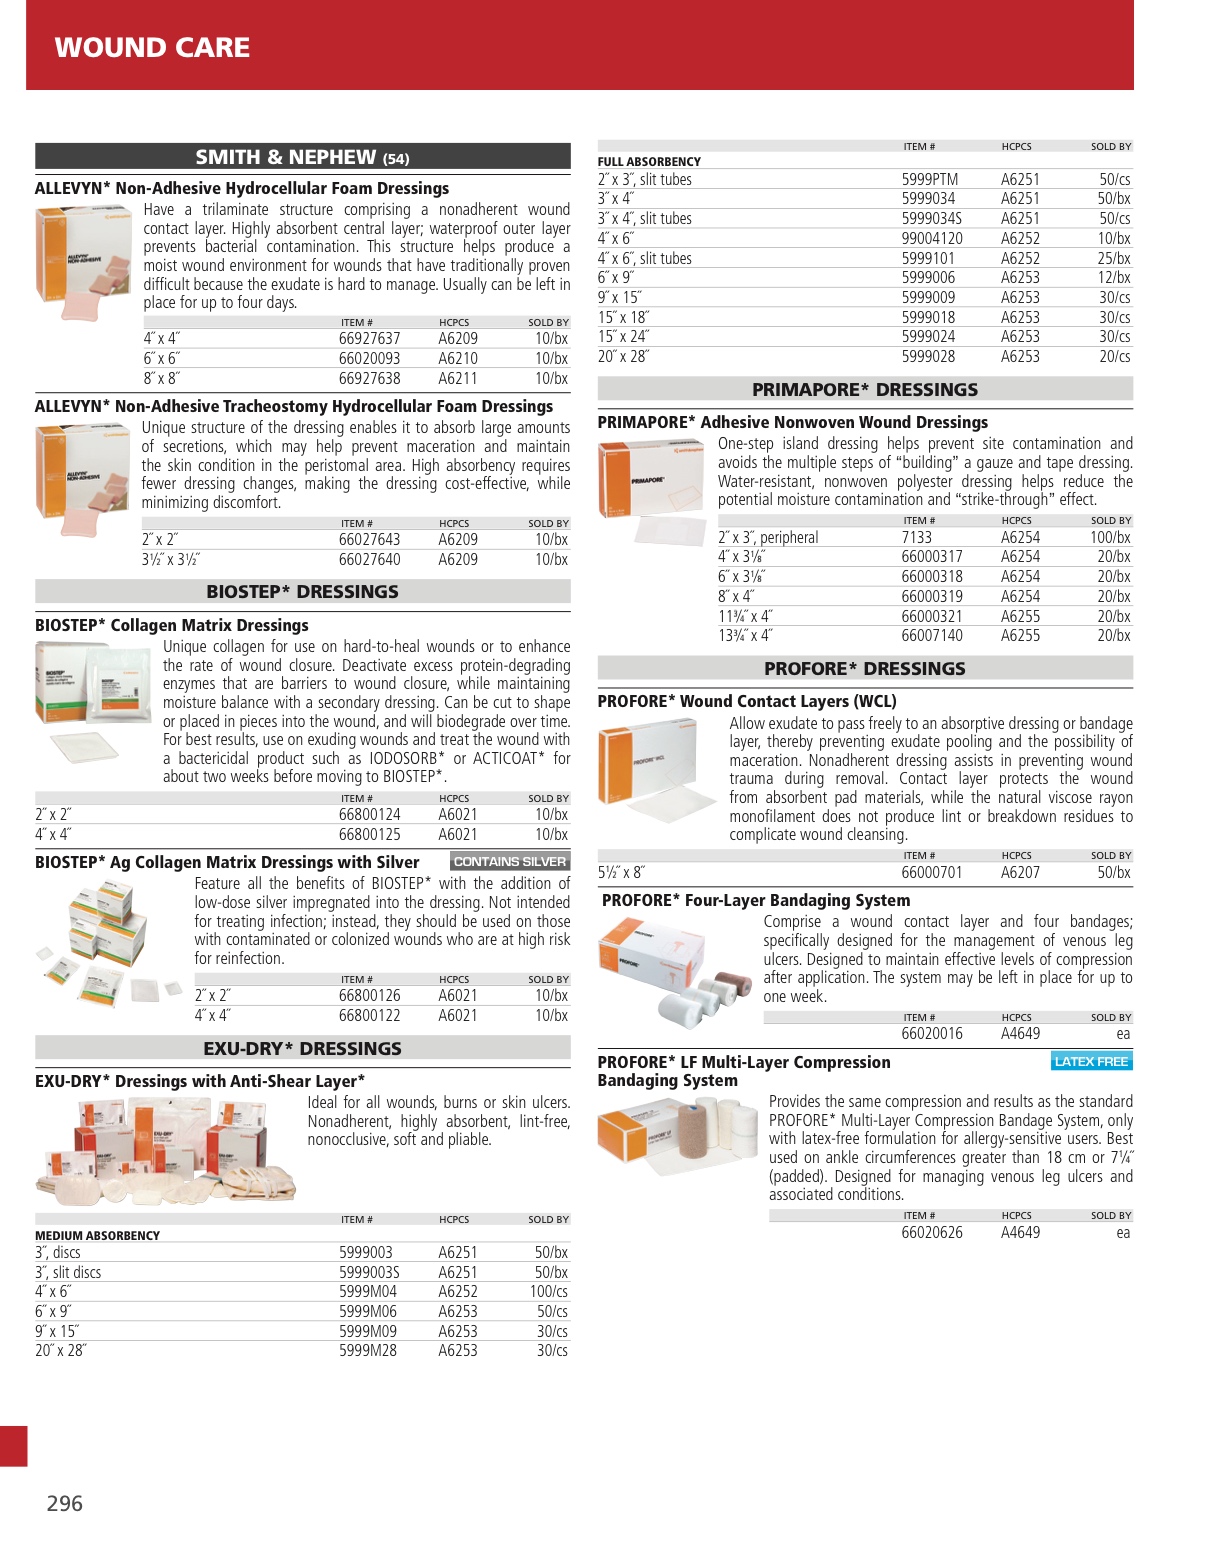 WOUND CARE
SMITH & NEPHEW (54)
ALLEVYN* Non-Adhesive Hydrocellular Foam Dressings
Have a trilaminate structure comprising a nonadherent wound
contact layer. Highly absorbent central layer; waterproof outer layer
prevents bacterial contamination. This structure helps produce a
moist wound environment for wounds that have traditionally proven
difficult because the exudate is hard to manage. Usually can be left in
place for up to four days.
ITEM # HCPCS SOLD BY
4˝ x 4˝ 66927637 A6209 10/bx
6˝ x 6˝ 66020093 A6210 10/bx
8˝ x 8˝ 66927638 A6211 10/bx
ALLEVYN* Non-Adhesive Tracheostomy Hydrocellular Foam Dressings
Unique structure of the dressing enables it to absorb large amounts
of secretions, which may help prevent maceration and maintain
the skin condition in the peristomal area. High absorbency requires
fewer dressing changes, making the dressing cost-effective, while
minimizing discomfort.
ITEM # HCPCS SOLD BY
2˝ x 2˝ 66027643 A6209 10/bx
3½˝ x 3½˝ 66027640 A6209 10/bx
BIOSTEP* DRESSINGS
BIOSTEP* Collagen Matrix Dressings
Unique collagen for use on hard-to-heal wounds or to enhance
the rate of wound closure. Deactivate excess protein-degrading
enzymes that are barriers to wound closure, while maintaining
moisture balance with a secondary dressing. Can be cut to shape
or placed in pieces into the wound, and will biodegrade over time.
For best results, use on exuding wounds and treat the wound with
a bactericidal product such as IODOSORB* or ACTICOAT* for
about two weeks before moving to BIOSTEP*.
ITEM # HCPCS SOLD BY
2˝ x 2˝ 66800124 A6021 10/bx
4˝ x 4˝ 66800125 A6021 10/bx
BIOSTEP* Ag Collagen Matrix Dressings with Silver CONTAINS SILVER
Feature all the benefits of BIOSTEP* with the addition of
low-dose silver impregnated into the dressing. Not intended
for treating infection; instead, they should be used on those
with contaminated or colonized wounds who are at high risk
for reinfection.
ITEM # HCPCS SOLD BY
2˝ x 2˝ 66800126 A6021 10/bx
4˝ x 4˝ 66800122 A6021 10/bx
EXU-DRY* DRESSINGS
EXU-DRY* Dressings with Anti-Shear Layer*
Ideal for all wounds, burns or skin ulcers.
Nonadherent, highly absorbent, lint-free,
nonocclusive, soft and pliable.
ITEM # HCPCS SOLD BY
MEDIUM ABSORBENCY
3˝, discs 5999003 A6251 50/bx
3˝, slit discs 5999003S A6251 50/bx
4˝ x 6˝ 5999M04 A6252 100/cs
6˝ x 9˝ 5999M06 A6253 50/cs
9˝ x 15˝ 5999M09 A6253 30/cs
20˝ x 28˝ 5999M28 A6253 30/cs
ITEM # HCPCS SOLD BY
FULL ABSORBENCY
2˝ x 3˝, slit tubes 5999PTM A6251 50/cs
3˝ x 4˝ 5999034 A6251 50/bx
3˝ x 4˝, slit tubes 5999034S A6251 50/cs
4˝ x 6˝ 99004120 A6252 10/bx
4˝ x 6˝, slit tubes 5999101 A6252 25/bx
6˝ x 9˝ 5999006 A6253 12/bx
9˝ x 15˝ 5999009 A6253 30/cs
15˝ x 18˝ 5999018 A6253 30/cs
15˝ x 24˝ 5999024 A6253 30/cs
20˝ x 28˝ 5999028 A6253 20/cs
PRIMAPORE* DRESSINGS
PRIMAPORE* Adhesive Nonwoven Wound Dressings
One-step island dressing helps prevent site contamination and
avoids the multiple steps of “building” a gauze and tape dressing.
Water-resistant, nonwoven polyester dressing helps reduce the
potential moisture contamination and “strike-through” effect.
ITEM # HCPCS SOLD BY
2˝ x 3˝, peripheral 7133 A6254 100/bx
4˝ x 3⅛˝ 66000317 A6254 20/bx
6˝ x 3⅛˝ 66000318 A6254 20/bx
8˝ x 4˝ 66000319 A6254 20/bx
11¾˝ x 4˝ 66000321 A6255 20/bx
13¾˝ x 4˝ 66007140 A6255 20/bx
PROFORE* DRESSINGS
PROFORE* Wound Contact Layers (WCL)
Allow exudate to pass freely to an absorptive dressing or bandage
layer, thereby preventing exudate pooling and the possibility of
maceration. Nonadherent dressing assists in preventing wound
trauma during removal. Contact layer protects the wound
from absorbent pad materials, while the natural viscose rayon
monofilament does not produce lint or breakdown residues to
complicate wound cleansing.
ITEM # HCPCS SOLD BY
5½˝ x 8˝ 66000701 A6207 50/bx
PROFORE* Four-Layer Bandaging System
Comprise a wound contact layer and four bandages;
specifically designed for the management of venous leg
ulcers. Designed to maintain effective levels of compression
after application. The system may be left in place for up to
one week.
ITEM # HCPCS SOLD BY
66020016 A4649 ea
PROFORE* LF Multi-Layer Compression LATEX FREE
Bandaging System
Provides the same compression and results as the standard
PROFORE* Multi-Layer Compression Bandage System, only
with latex-free formulation for allergy-sensitive users. Best
used on ankle circumferences greater than 18 cm or 7¼˝
(padded). Designed for managing venous leg ulcers and
associated conditions.
ITEM # HCPCS SOLD BY
66020626 A4649 ea
296